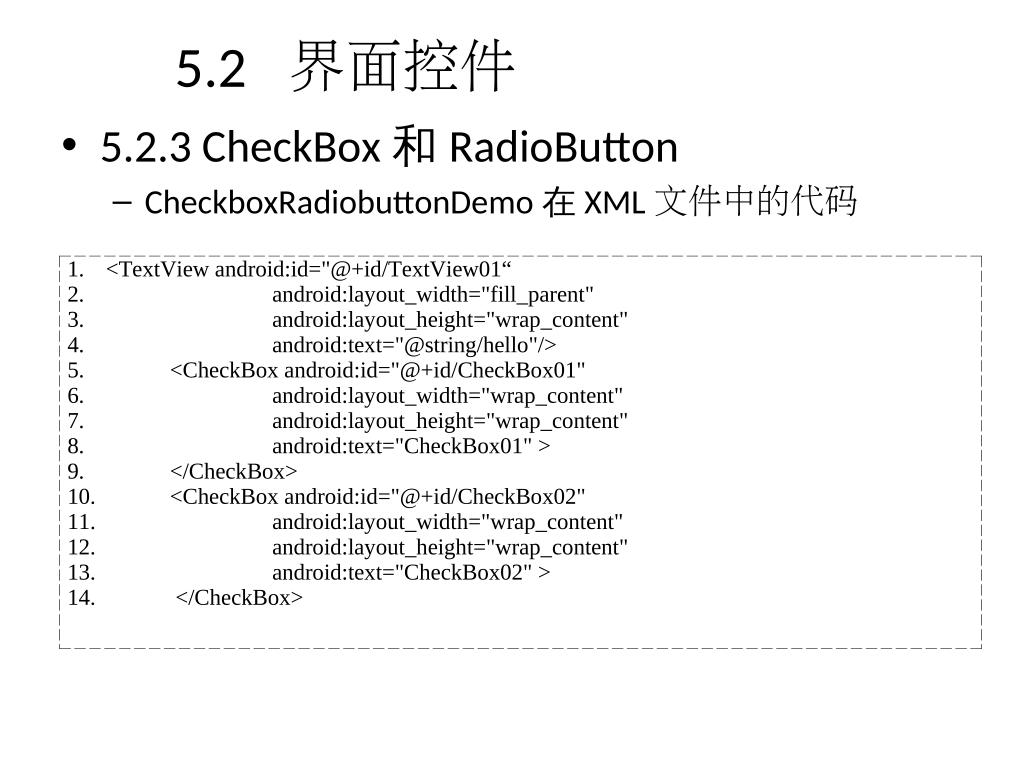 5.2 界面控件
• 5.2.3 CheckBox 和 RadioButton
– CheckboxRadiobuttonDemo 在 XML 文件中的代码
1. <TextView android:id="@+id/TextView01“
2. android:layout_width="fill_parent"
3. android:layout_height="wrap_content"
4. android:text="@string/hello"/>
5. <CheckBox android:id="@+id/CheckBox01"
6. android:layout_width="wrap_content"
7. android:layout_height="wrap_content"
8. android:text="CheckBox01" >
9. </CheckBox>
10. <CheckBox android:id="@+id/CheckBox02"
11. android:layout_width="wrap_content"
12. android:layout_height="wrap_content"
13. android:text="CheckBox02" >
14. </CheckBox>